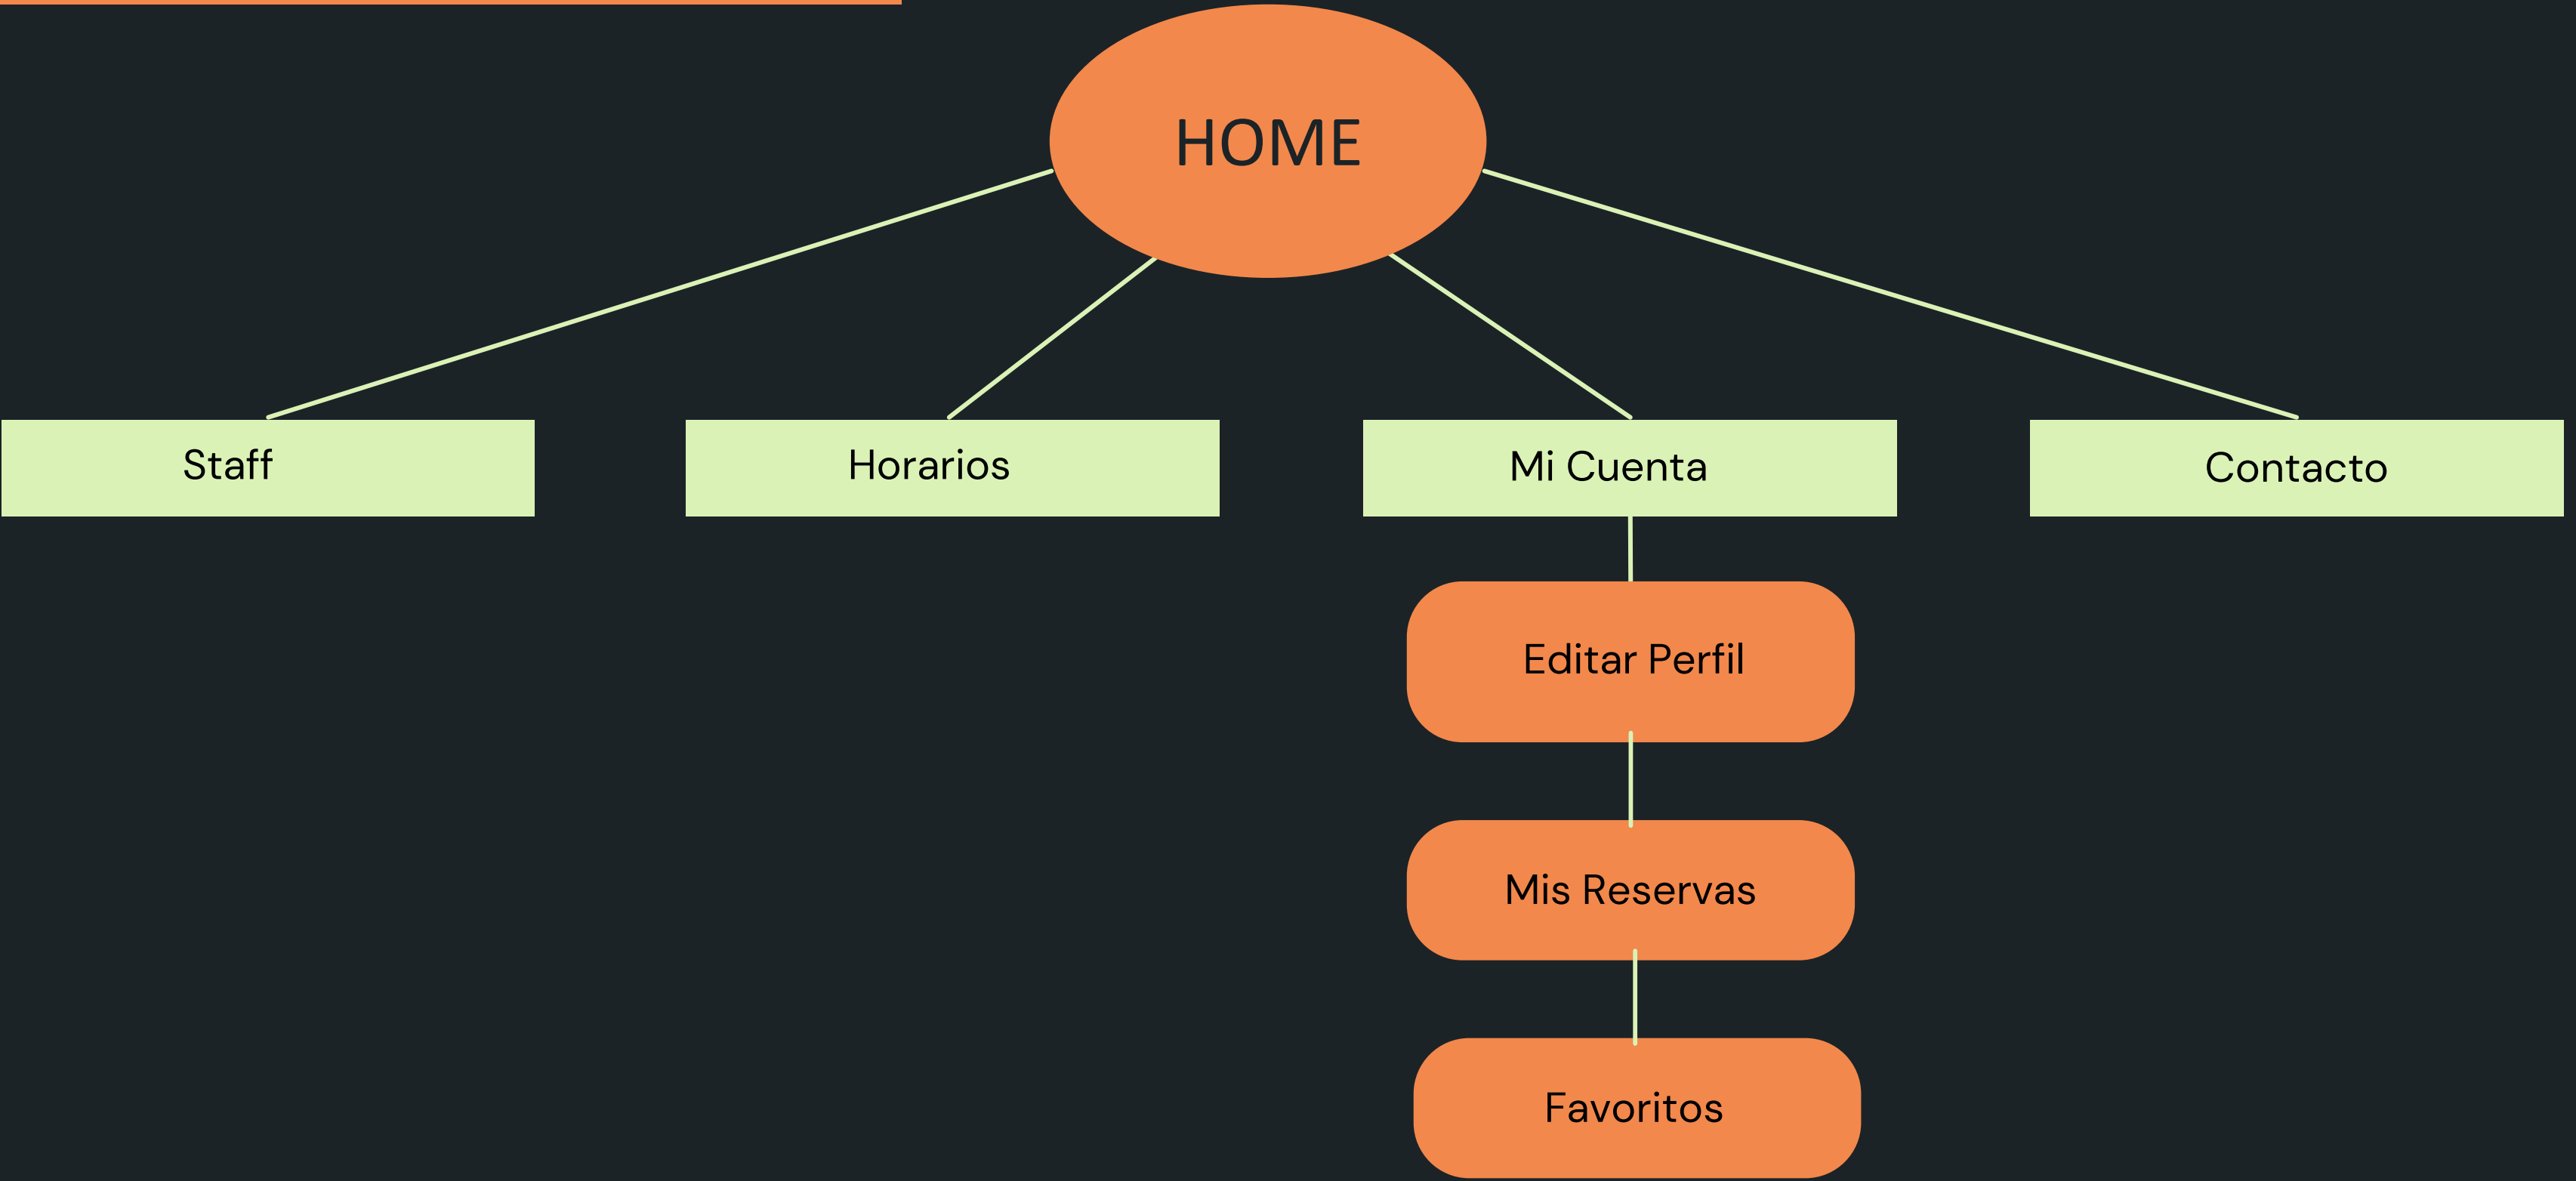 HOME
Staff
Horarios
Mi Cuenta
Contacto
Editar Perfil
Mis Reservas
Favoritos